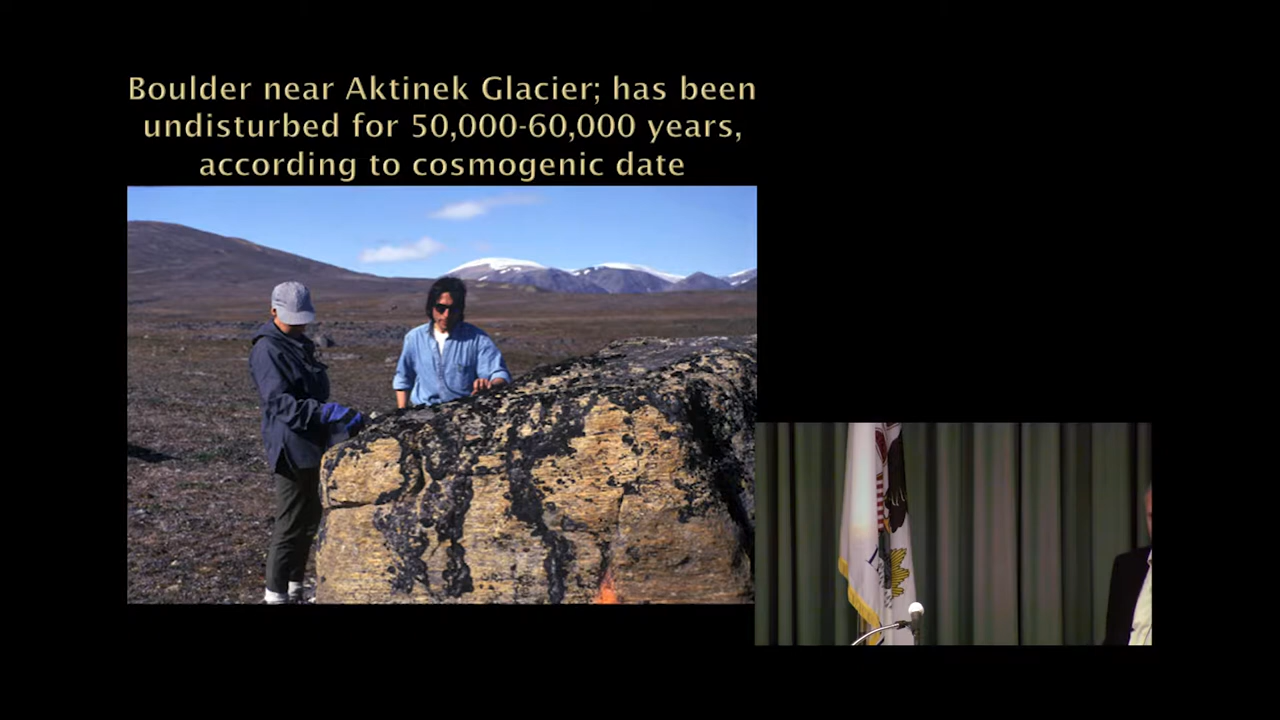 Boulder near Aktinek Glacier; has been
undisturbed for 50,000-60,000 years,
according to cosmogenic date